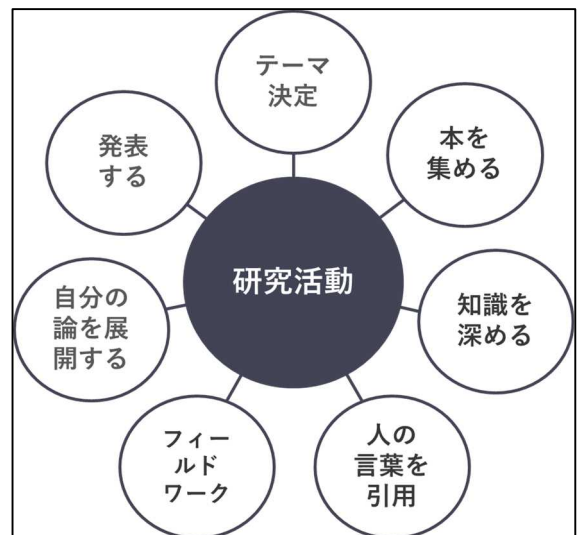 テーマ
決定
本を
集める
知識を
深める
人の
言葉を
引用
フィー
ルド
ワーク
自分の
論を展
開する
発表
する
研究活動